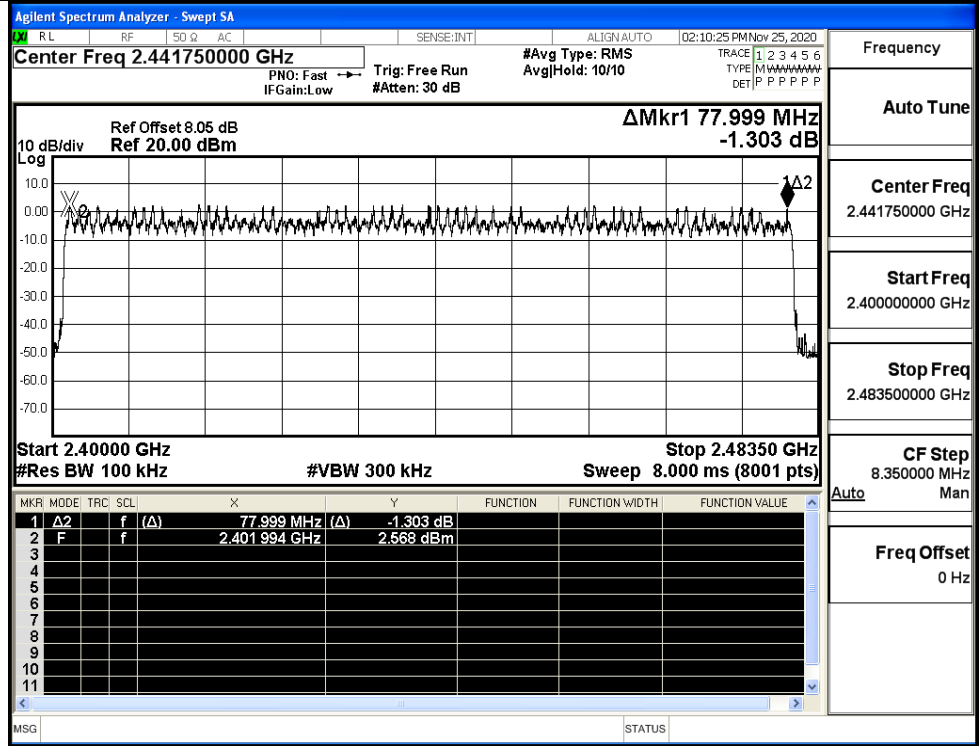 Agilent Spectrum Analyzer - Swept SA
LXI RL RF 50 Ω AC SENSE:INT ALIGN AUTO 02:10:25 PM Nov 25, 2020
Center Freq 2.441750000 GHz
PNO: Fast
IFGain:Low
Trig: Free Run
#Atten: 30 dB
#Avg Type: RMS
Avg|Hold: 10/10
TRACE 1 2 3 4 5 6
TYPE M WWWWW
DET P P P P P P
Ref Offset 8.05 dB
10 dB/div Ref 20.00 dBm
Log
ΔMkr1 77.999 MHz
-1.303 dB
10.0
0.00
-10.0
-20.0
-30.0
-40.0
-50.0
-60.0
-70.0
2
1Δ2
Start 2.40000 GHz Stop 2.48350 GHz
#Res BW 100 kHz #VBW 300 kHz Sweep 8.000 ms (8001 pts)
MKR MODE TRC SCL X Y FUNCTION FUNCTION WIDTH FUNCTION VALUE
1 Δ2 f (Δ) 77.999 MHz (Δ) -1.303 dB
2 F f 2.401 994 GHz 2.568 dBm
3
4
5
6
7
8
9
10
11
MSG STATUS
Frequency
Auto Tune
Center Freq
2.441750000 GHz
Start Freq
2.400000000 GHz
Stop Freq
2.483500000 GHz
CF Step
8.350000 MHz
Auto Man
Freq Offset
0 Hz